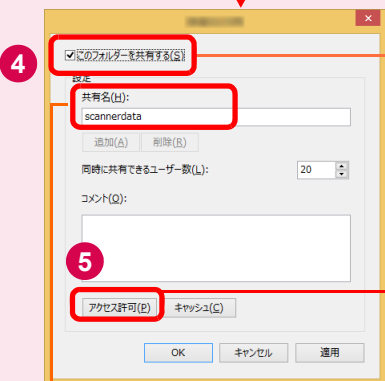 4
このフォルダーを共有する(S)
設定
共有名(H):
scannerdata
追加(A) 削除(R)
同時に共有できるユーザー数(L): 20
コメント(O):
5
アクセス許可(P) キャッシュ(C)
OK キャンセル 適用